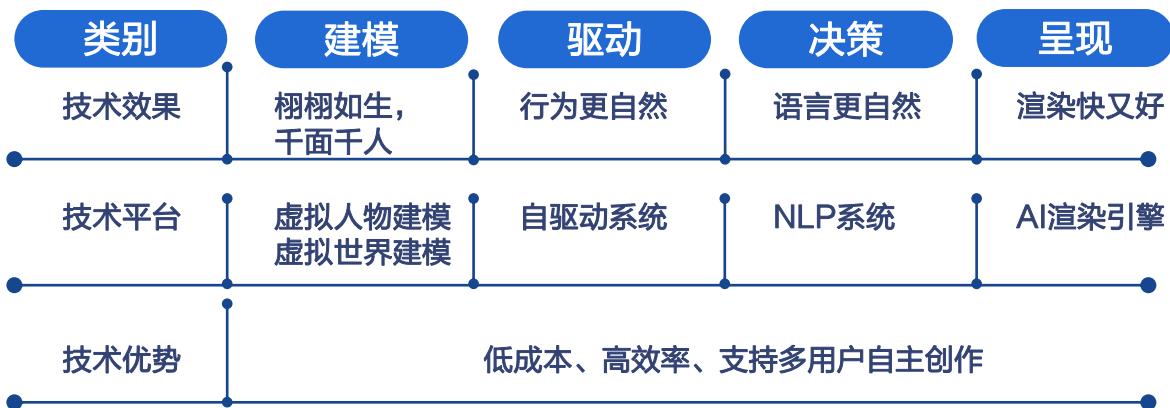 类别 建模 驱动 决策 呈现
技术效果 栩栩如生， 行为更自然 语言更自然 渲染快又好
千面千人
技术平台 虚拟人物建模 自驱动系统 NLP系统 AI渲染引擎
虚拟世界建模
技术优势 低成本、高效率、支持多用户自主创作